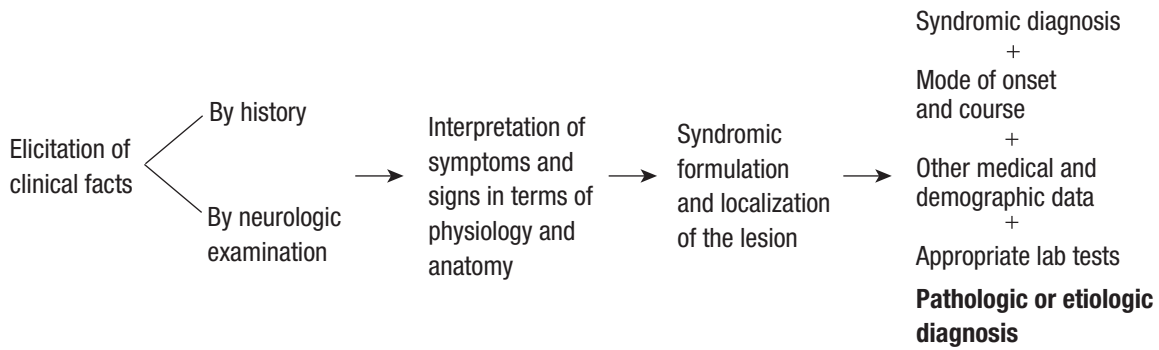 Elicitation of
clinical facts
By history
By neurologic
examination
Interpretation of
symptoms and
signs in terms of
physiology and
anatomy
Syndromic
formulation
and localization
of the lesion
Syndromic diagnosis
+
Mode of onset
and course
+
Other medical and
demographic data
+
Appropriate lab tests
Pathologic or etiologic
diagnosis